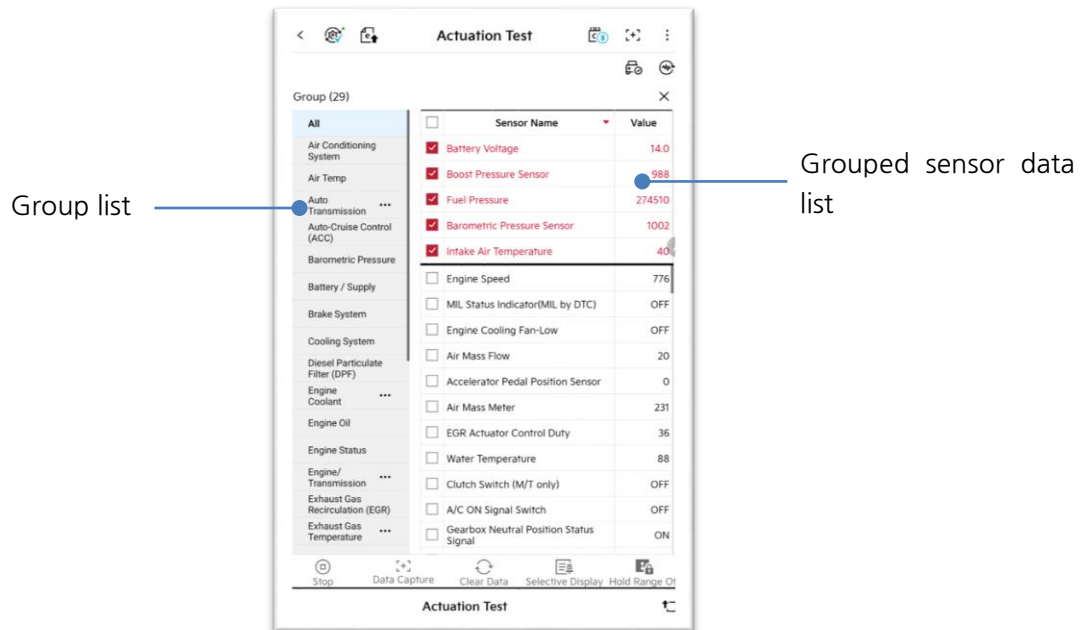 Actuation Test
Group (29)
All
Air Conditioning
System
Air Temp
Auto
Transmission
Auto-Cruise Control
(ACC)
Barometric Pressure
Battery / Supply
Brake System
Cooling System
Diesel Particulate
Filter (DPF)
Engine
Coolant
Engine Oil
Engine Status
Engine/
Transmission
Exhaust Gas
Recirculation (EGR)
Exhaust Gas
Temperature
Sensor Name Value
Battery Voltage 14.0
Boost Pressure Sensor 988
Fuel Pressure 274510
Barometric Pressure Sensor 1002
Intake Air Temperature 40
Engine Speed 776
MIL Status Indicator(MIL by DTC) OFF
Engine Cooling Fan-Low OFF
Air Mass Flow 20
Accelerator Pedal Position Sensor 0
Air Mass Meter 231
EGR Actuator Control Duty 36
Water Temperature 88
Clutch Switch (M/T only) OFF
A/C ON Signal Switch OFF
Gearbox Neutral Position Status
Signal ON
Stop Data Capture Clear Data Selective Display Hold Range Of
Actuation Test
Group list
Grouped sensor data
list